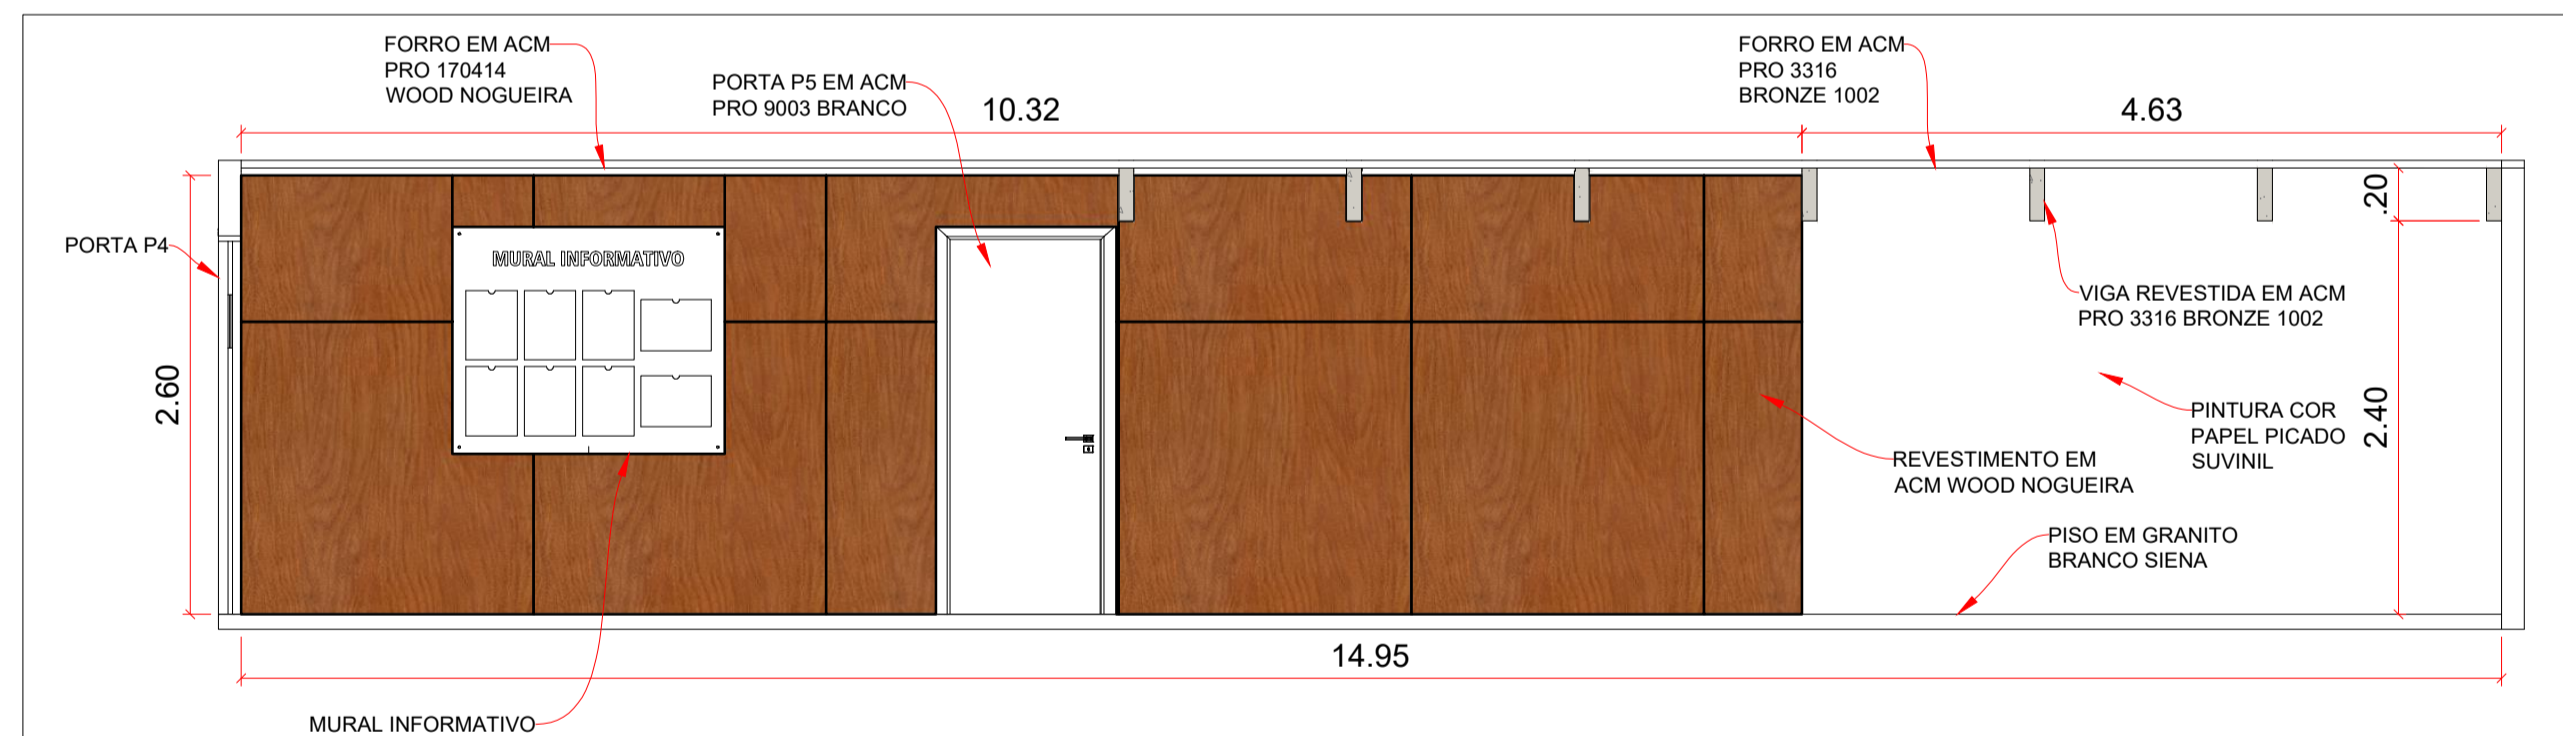 FORRO EM ACM
PRO 170414
WOOD NOGUEIRA
PORTA P5 EM ACM
PRO 9003 BRANCO
10.32
FORRO EM ACM
PRO 3316
BRONZE 1002
4.63
PORTA P4
MURAL INFORMATIVO
.20
VIGA REVESTIDA EM ACM
PRO 3316 BRONZE 1002
2.60
PINTURA COR
PAPEL PICADO
SUVINIL
2.40
REVESTIMENTO EM
ACM WOOD NOGUEIRA
PISO EM GRANITO
BRANCO SIENA
14.95
MURAL INFORMATIVO